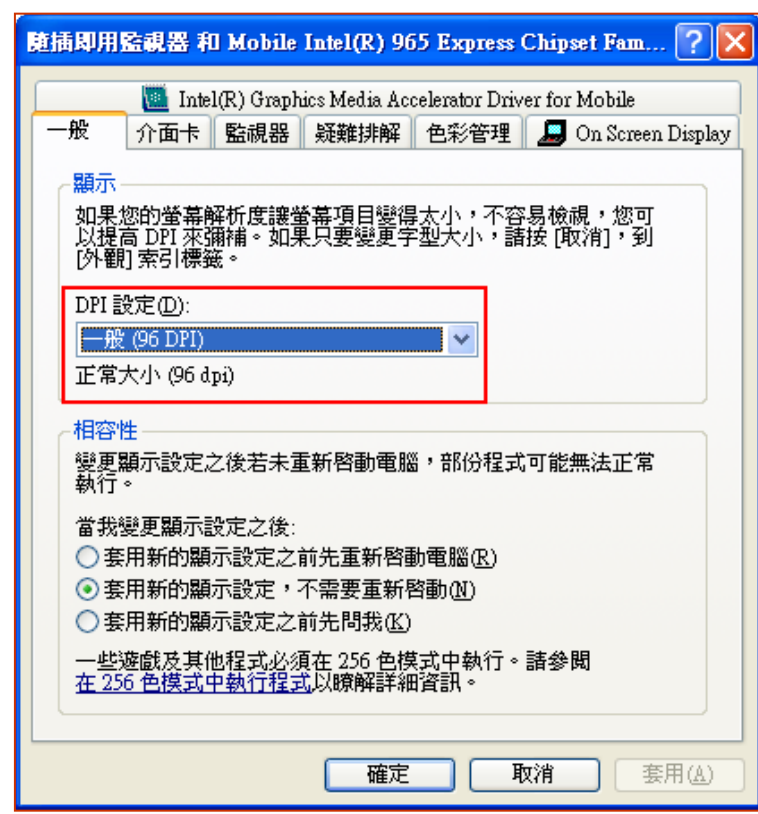 隨插即用監視器 和 Mobile Intel(R) 965 Express Chipset Fam...
Intel(R) Graphics Media Accelerator Driver for Mobile
一般 介面卡 監視器 疑難排解 色彩管理 On Screen Display
顯示
如果您的螢幕解析度讓螢幕項目變得太小，不容易檢視，您可
以提高 DPI 來彌補。如果只要變更字型大小，請按 [取消]，到
[外觀] 索引標籤。
DPI 設定(D):
一般 (96 DPI)
正常大小 (96 dpi)
相容性
變更顯示設定之後若未重新啓動電腦，部份程式可能無法正常
執行。
當我變更顯示設定之後:
套用新的顯示設定之前先重新啓動電腦(R)
套用新的顯示設定，不需要重新啓動(N)
套用新的顯示設定之前先問我(K)
一些遊戲及其他程式必須在 256 色模式中執行。請參閱
在 256 色模式中執行程式以瞭解詳細資訊。
確定 取消 套用(A)